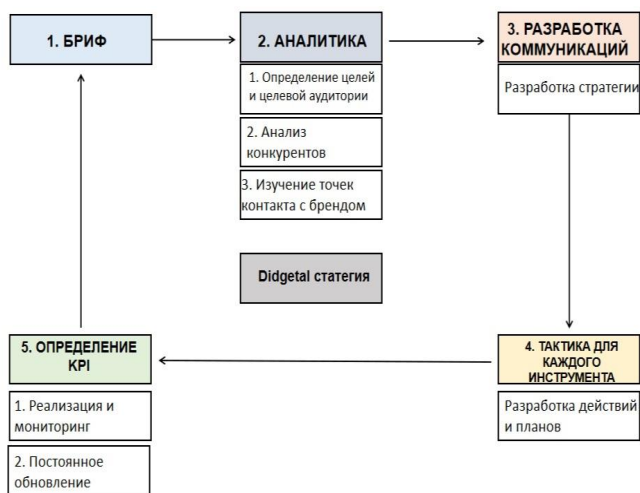 1. БРИФ
2. АНАЛИТИКА
1. Определение целей
и целевой аудитории
2. Анализ
конкурентов
3. Изучение точек
контакта с брендом
3. РАЗРАБОТКА
КОММУНИКАЦИЙ
Разработка стратегии
Didgetal статегия
4. ТАКТИКА ДЛЯ
КАЖДОГО
ИНСТРУМЕНТА
Разработка действий
и планов
5. ОПРЕДЕЛЕНИЕ
KPI
1. Реализация и
мониторинг
2. Постоянное
обновление